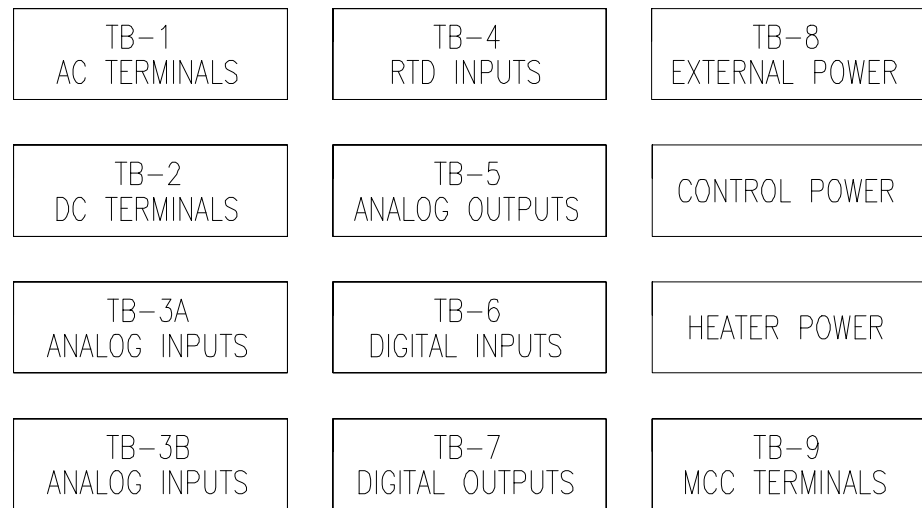 TB-1
AC TERMINALS
TB-4
RTD INPUTS
TB-8
EXTERNAL POWER
TB-2
DC TERMINALS
TB-5
ANALOG OUTPUTS
CONTROL POWER
TB-3A
ANALOG INPUTS
TB-6
DIGITAL INPUTS
HEATER POWER
TB-3B
ANALOG INPUTS
TB-7
DIGITAL OUTPUTS
TB-9
MCC TERMINALS